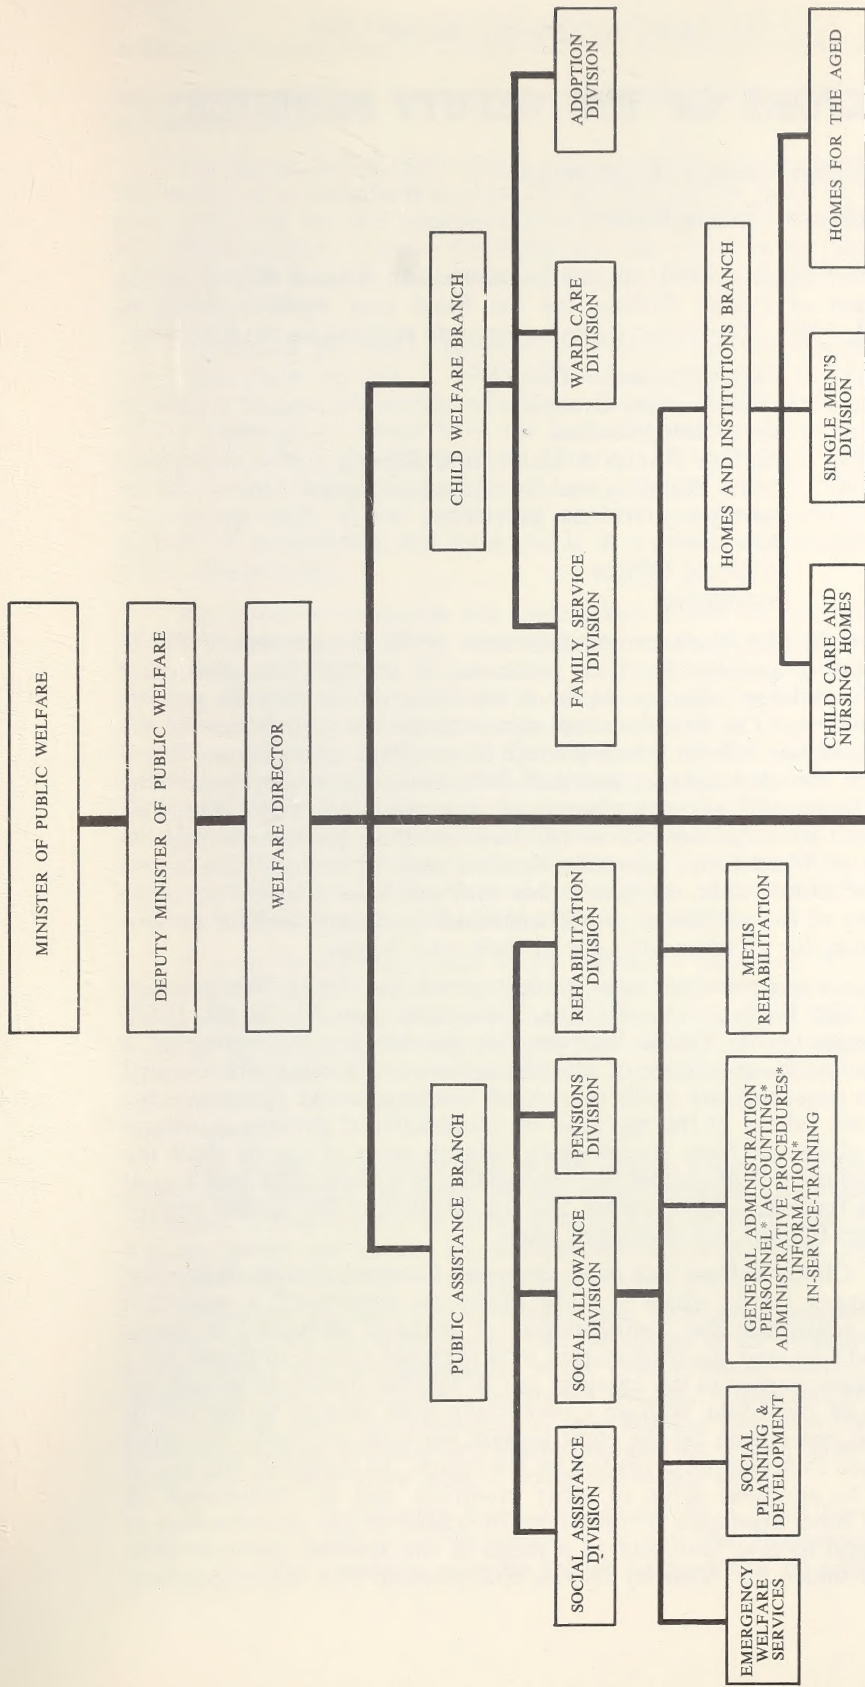 MINISTER OF PUBLIC WELFARE
DEPUTY MINISTER OF PUBLIC WELFARE
WELFARE DIRECTOR
PUBLIC ASSISTANCE BRANCH
CHILD WELFARE BRANCH
SOCIAL ASSISTANCE
DIVISION
SOCIAL ALLOWANCE
DIVISION
PENSIONS
DIVISION
REHABILITATION
DIVISION
FAMILY SERVICE
DIVISION
WARD CARE
DIVISION
ADOPTION
DIVISION
EMERGENCY
WELFARE
SERVICES
SOCIAL
PLANNING &
DEVELOPMENT
GENERAL ADMINISTRATION
PERSONNEL* ACCOUNTING*
ADMINISTRATIVE PROCEDURES*
INFORMATION*
IN-SERVICE-TRAINING
METIS
REHABILITATION
HOMES AND INSTITUTIONS BRANCH
CHILD CARE AND
NURSING HOMES
SINGLE MEN'S
DIVISION
HOMES FOR THE AGED